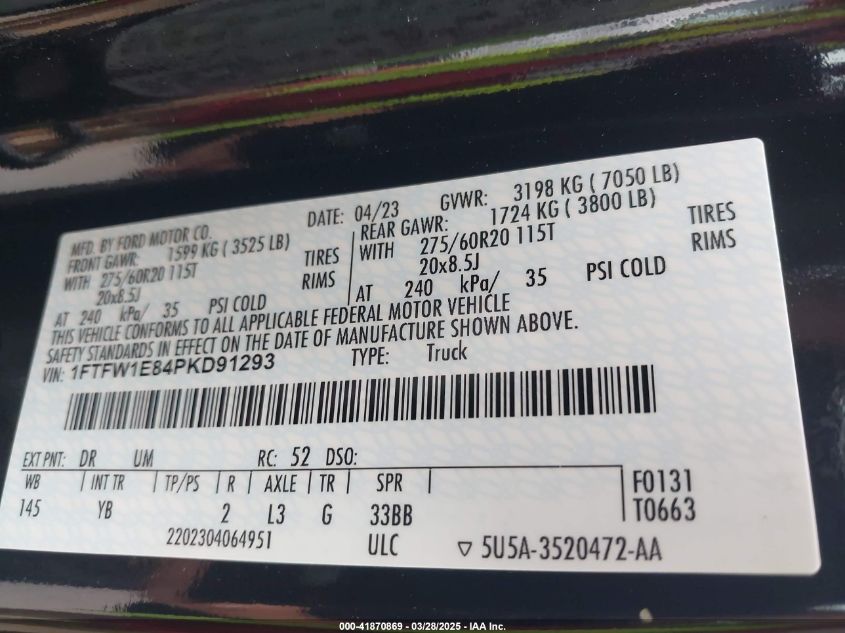 MFD. BY FORD MOTOR CO.
DATE: 04/23
GVWR: 3198 KG ( 7050 LB)
FRONT GAWR: 1599 KG ( 3525 LB)
WITH 275/60R20 115T TIRES
20x8.5J RIMS
AT 240 kPa/ 35 PSI COLD
REAR GAWR: 1724 KG ( 3800 LB)
WITH 275/60R20 115T TIRES
20x8.5J RIMS
AT 240 kPa/ 35 PSI COLD
THIS VEHICLE CONFORMS TO ALL APPLICABLE FEDERAL MOTOR VEHICLE
SAFETY STANDARDS IN EFFECT ON THE DATE OF MANUFACTURE SHOWN ABOVE.
VIN: 1FTFW1E84PKD91293 TYPE: Truck
EXT PNT: DR UM RC: 52 DSO:
WB INT TR TP/PS R AXLE TR SPR
145 YB 2 L3 G 33BB
F0131
T0663
2202304064951 ULC ▽ 5U5A-3520472-AA
000-41870869 - 03/28/2025 - IAA Inc.